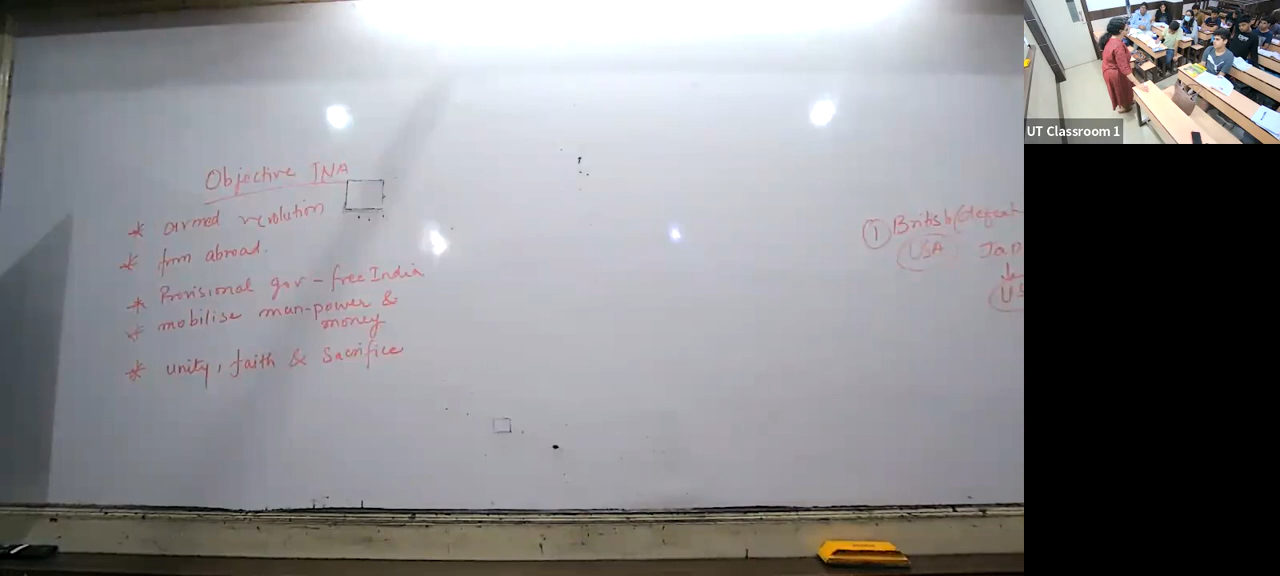 Objective INA
* armed revolution
* from abroad.
* Provisional gov - free India
* mobilise man-power &
money
* unity, faith & Sacrifice
① British (defeat
USA Jap
US
UT Classroom 1